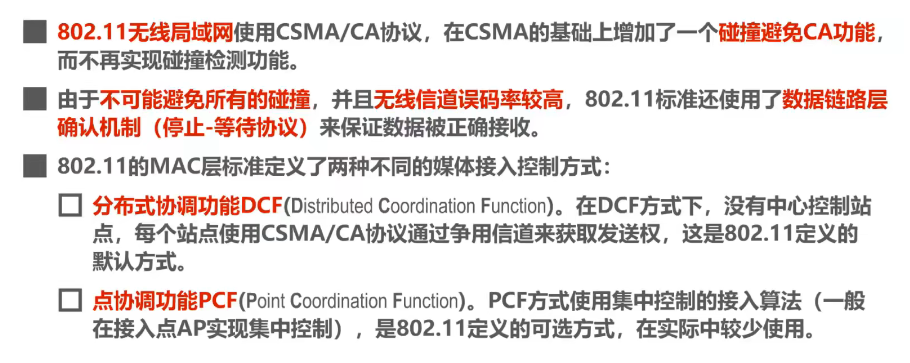 802.11无线局域网使用CSMA/CA协议，在CSMA的基础上增加了一个碰撞避免CA功能，
而不再实现碰撞检测功能。
由于不可能避免所有的碰撞，并且无线信道误码率较高，802.11标准还使用了数据链路层
确认机制（停止-等待协议）来保证数据被正确接收。
802.11的MAC层标准定义了两种不同的媒体接入控制方式：
分布式协调功能DCF(Distributed Coordination Function)。在DCF方式下，没有中心控制站
点，每个站点使用CSMA/CA协议通过争用信道来获取发送权，这是802.11定义的
默认方式。
点协调功能PCF(Point Coordination Function)。PCF方式使用集中控制的接入算法（一般
在接入点AP实现集中控制），是802.11定义的可选方式，在实际中较少使用。